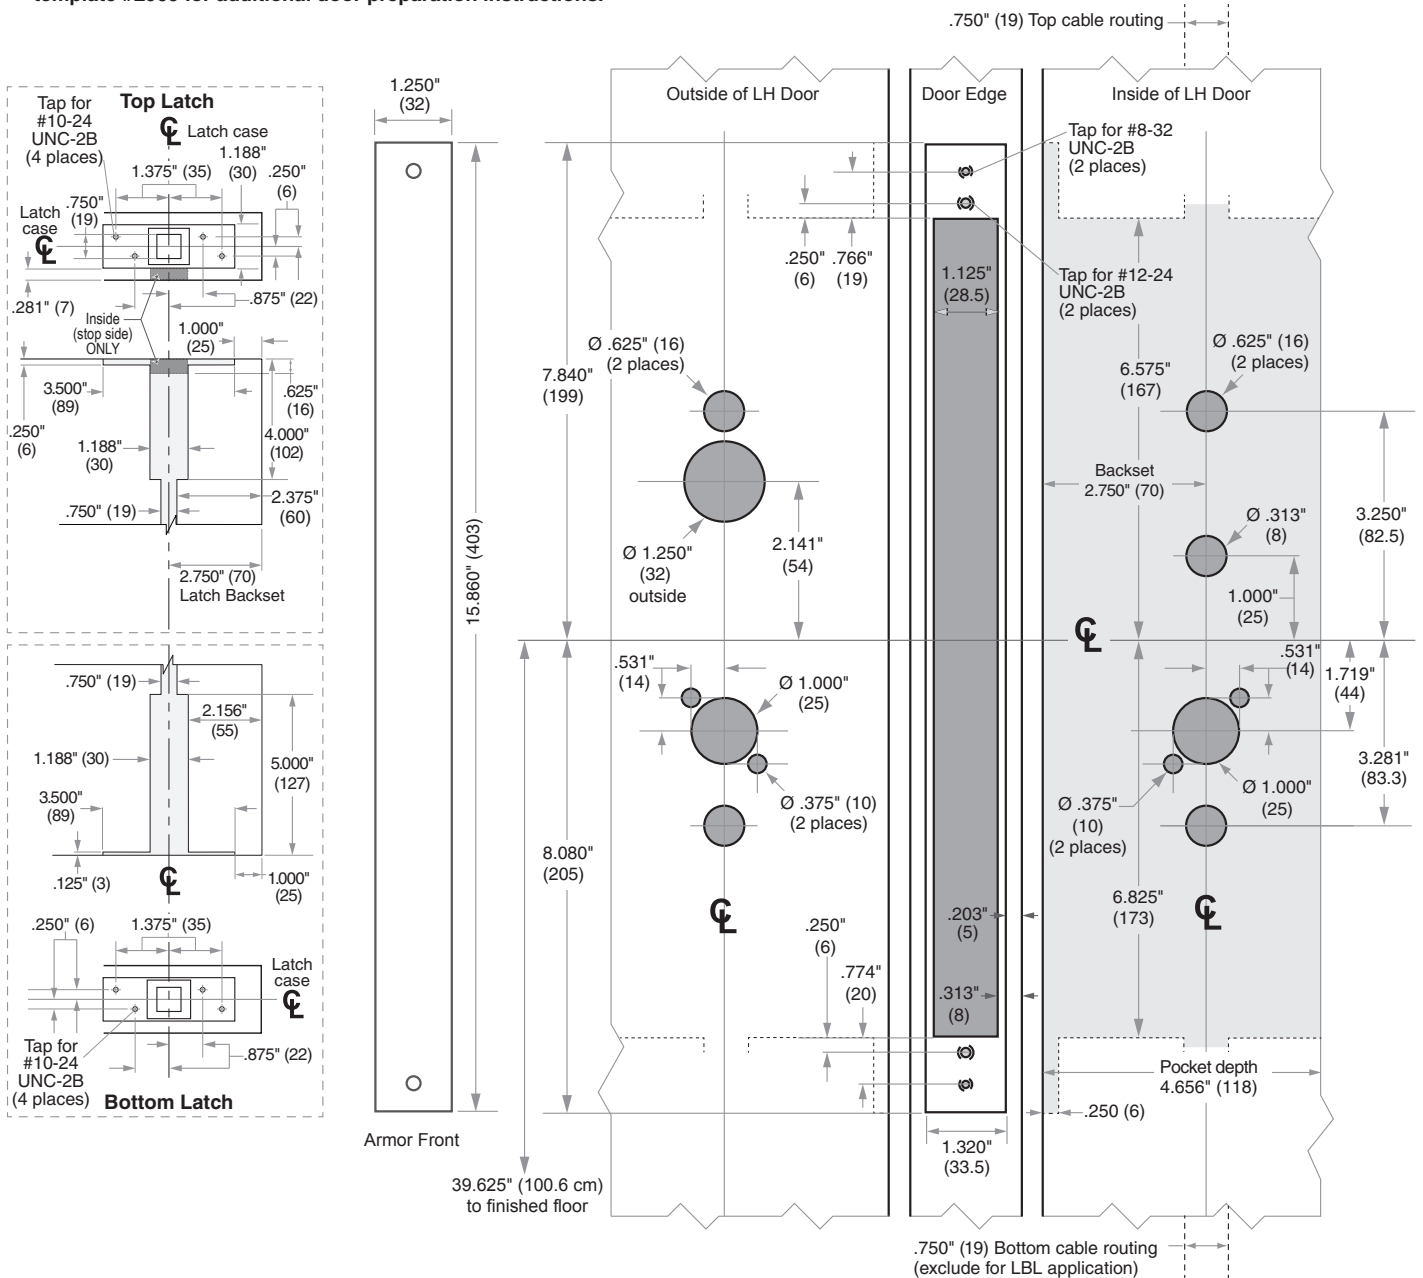 .750" (19) Top cable routing
Tap for
#10-24
UNC-2B
(4 places)
Top Latch
℄ Latch case
1.188"
(30)
1.375" (35)
.250"
(6)
.750"
(19)
Latch
case
℄
.281" (7)
.875" (22)
Inside
(stop side)
ONLY
1.000"
(25)
3.500"
(89)
.625"
(16)
.250"
(6)
4.000"
(102)
1.188"
(30)
.750" (19)
2.375"
(60)
2.750" (70)
Latch Backset
.750" (19)
2.156"
(55)
1.188" (30)
5.000"
(127)
3.500"
(89)
.125" (3)
℄
1.000"
(25)
.250" (6)
1.375" (35)
Latch
case
℄
Tap for
#10-24
UNC-2B
(4 places)
.875" (22)
Bottom Latch
1.250"
(32)
15.860" (403)
Armor Front
Outside of LH Door
7.840"
(199)
Ø .625" (16)
(2 places)
.250"
(6)
.766"
(19)
Ø 1.250"
(32)
outside
2.141"
(54)
.531"
(14)
Ø 1.000"
(25)
Ø .375" (10)
(2 places)
8.080"
(205)
℄
.250"
(6)
.774"
(20)
39.625" (100.6 cm)
to finished floor
Door Edge
1.125"
(28.5)
.203"
(5)
.313"
(8)
1.320"
(33.5)
Inside of LH Door
Tap for #8-32
UNC-2B
(2 places)
Tap for #12-24
UNC-2B
(2 places)
6.575"
(167)
Ø .625" (16)
(2 places)
Backset
2.750" (70)
Ø .313"
(8)
3.250"
(82.5)
1.000"
(25)
℄
.531"
(14)
1.719"
(44)
3.281"
(83.3)
Ø .375"
(10)
(2 places)
Ø 1.000"
(25)
6.825"
(173)
℄
Pocket depth
4.656" (118)
.250 (6)
.750" (19) Bottom cable routing
(exclude for LBL application)